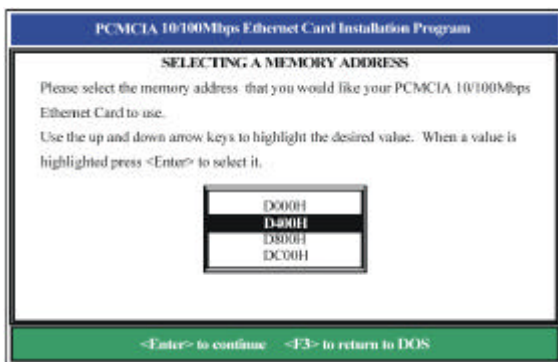 PCMCIA 10/100Mbps Ethernet Card Installation Program
SELECTING A MEMORY ADDRESS
Please select the memory address that you would like your PCMCIA 10/100Mbps
Ethernet Card to use.
Use the up and down arrow keys to highlight the desired value. When a value is
highlighted press <Enter> to select it.
D000H
D400H
D800H
DC00H
<Enter> to continue <F3> to return to DOS